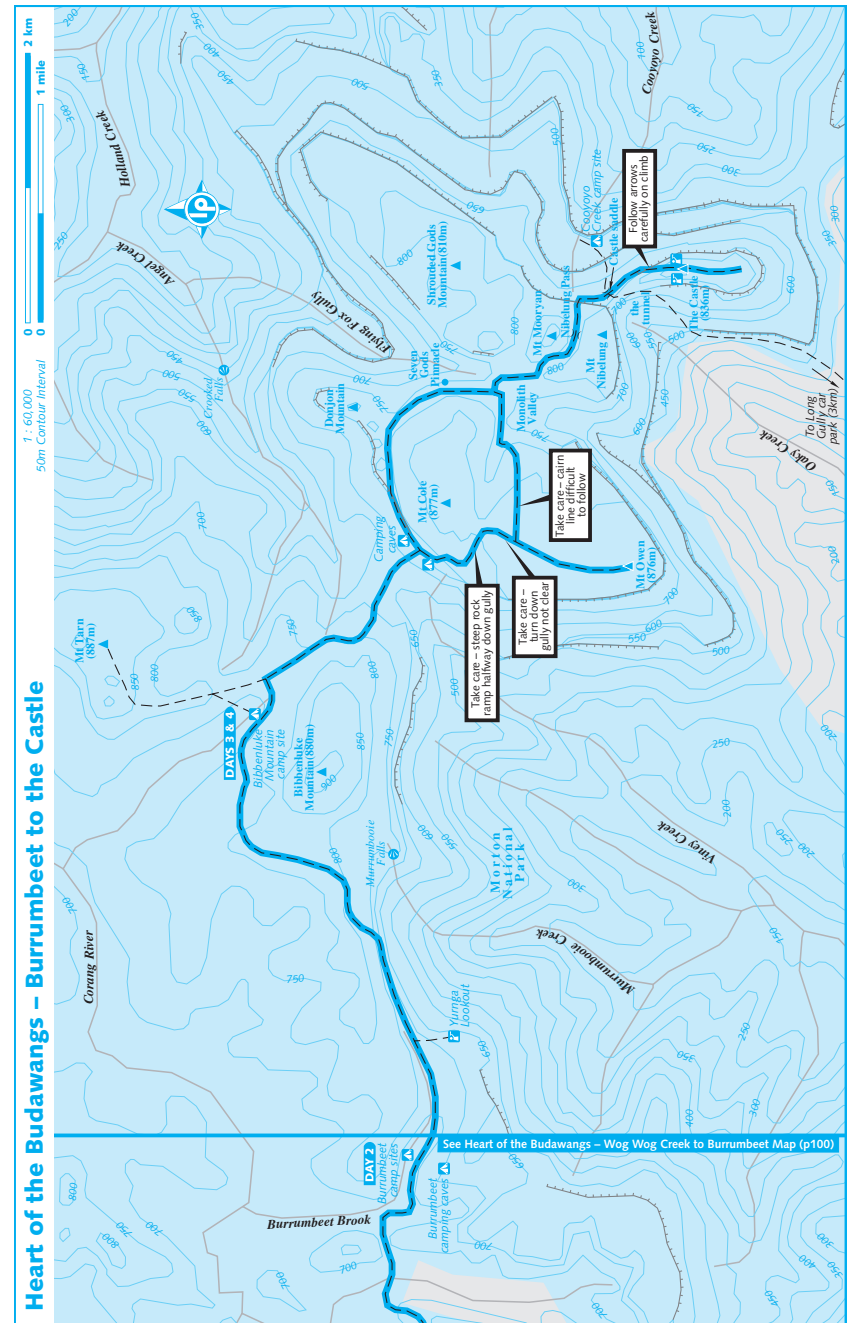 Heart of the Budawangs – Burrumbeet to the Castle
1 : 60,000
50m Contour Interval
0
2 km
0
1 mile
lp
Holland Creek
Angel Creek
Flying Fox Gully
Crooked
Falls
Corang River
Mt Tarn
(887m)
DAYS 3 & 4
Bibbenluke
Mountain
camp site
Bibbenluke
Mountain(880m)
Murrumbooie
Falls
Morton
National
Park
Murrumbooie Creek
Viney Creek
Yurnga
Lookout
DAY 2
Burrumbeet
camp sites
Burrumbeet Brook
Burrumbeet
camping caves
See Heart of the Budawangs – Wog Wog Creek to Burrumbeet Map (p100)
Camping
caves
Mt Cole
(877m)
Donjon
Mountain
Seven
Gods
Pinnacle
Shrouded Gods
Mountain(810m)
Monolith
Valley
Mt Mooryan
Nibelung Pass
Mt
Nibelung
the
tunnel
Castle saddle
Cooyoyo
Creek camp site
Cooyoyo Creek
The Castle
(836m)
Follow arrows
carefully on climb
Take care – cairn
line difficult
to follow
Take care –
turn down
gully not clear
Take care – steep rock
ramp halfway down gully
Mt Owen
(876m)
Oaky Creek
To Long
Gully car
park (3km)